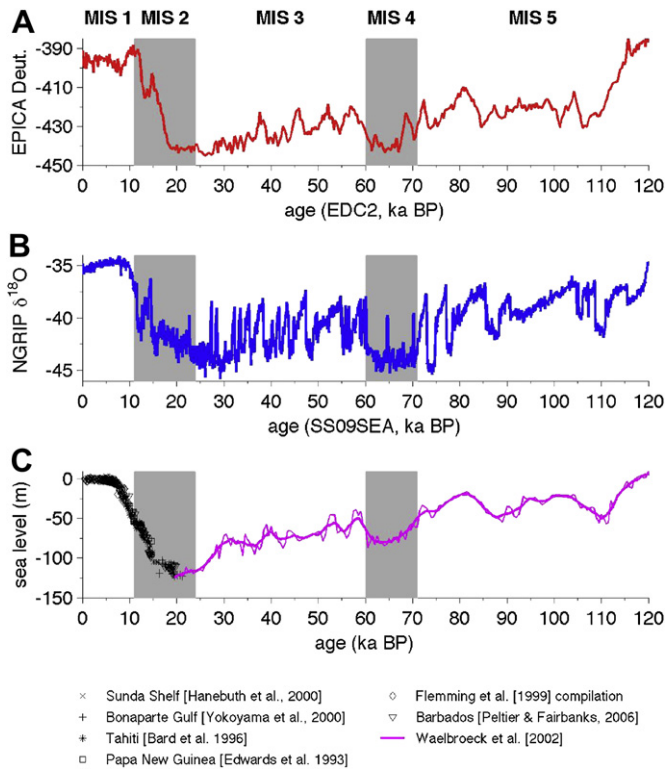 A
MIS 1 MIS 2 MIS 3 MIS 4 MIS 5
EPICA Deut.
-390
-410
-430
-450
0 10 20 30 40 50 60 70 80 90 100 110 120
age (EDC2, ka BP)
B
NGRIP δ18O
-35
-40
-45
0 10 20 30 40 50 60 70 80 90 100 110 120
age (SS09SEA, ka BP)
C
sea level (m)
0
-50
-100
-150
0 10 20 30 40 50 60 70 80 90 100 110 120
age (ka BP)
Sunda Shelf [Hanebuth et al., 2000]
Bonaparte Gulf [Yokoyama et al., 2000]
Tahiti [Bard et al. 1996]
Papa New Guinea [Edwards et al. 1993]
Flemming et al. [1999] compilation
Barbados [Peltier & Fairbanks, 2006]
Waelbroeck et al. [2002]